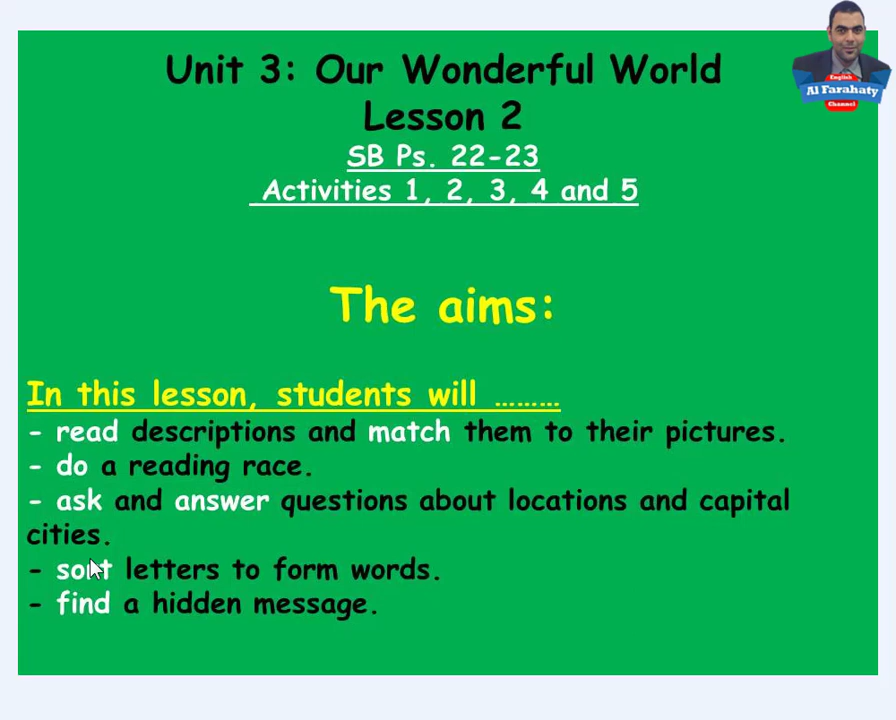 Unit 3: Our Wonderful World
Lesson 2
SB Ps. 22-23
Activities 1, 2, 3, 4 and 5
English
Al Farahaty
Channel
The aims:
In this lesson, students will ………
- read descriptions and match them to their pictures.
- do a reading race.
- ask and answer questions about locations and capital
cities.
- sort letters to form words.
- find a hidden message.